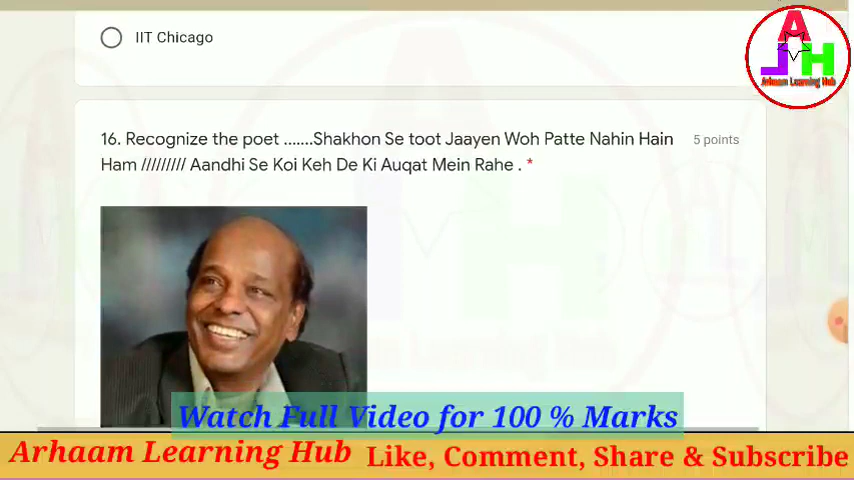 IIT Chicago
A
J H
Arhaam Learning Hub
16. Recognize the poet .......Shakhon Se toot Jaayen Woh Patte Nahin Hain
5 points
Ham ///////// Aandhi Se Koi Keh De Ki Auqat Mein Rahe . *
Watch Full Video for 100 % Marks
Arhaam Learning Hub Like, Comment, Share & Subscribe